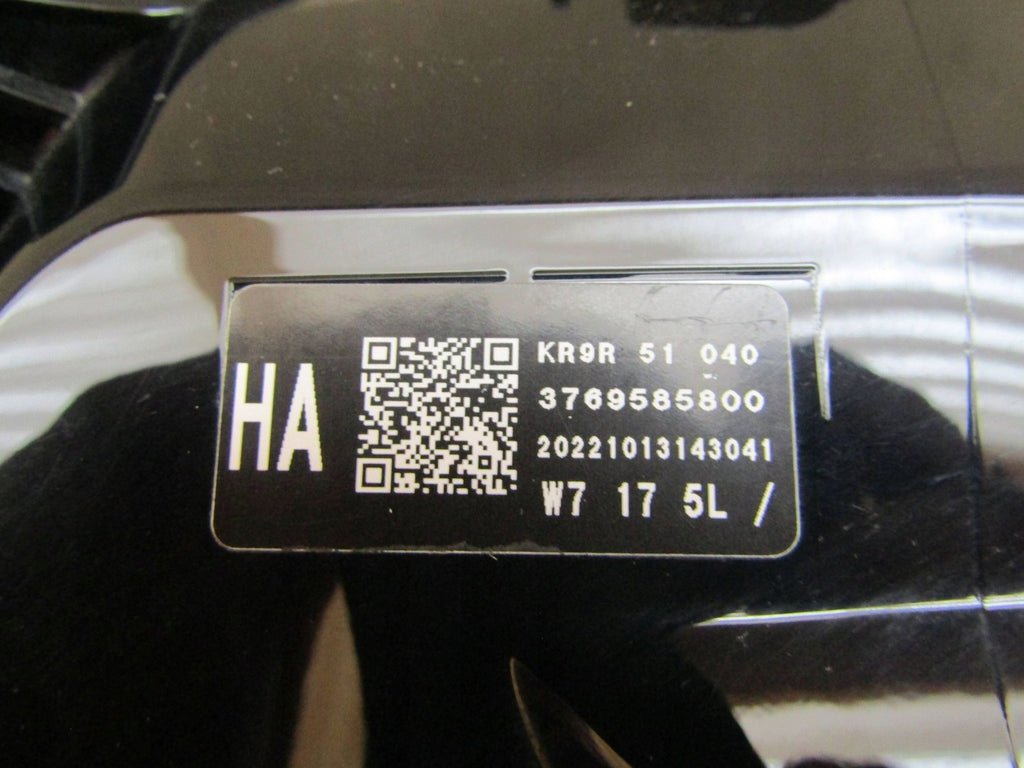 HA
KR9R 51 040
3769585800
20221013143041
W7 17 5L /